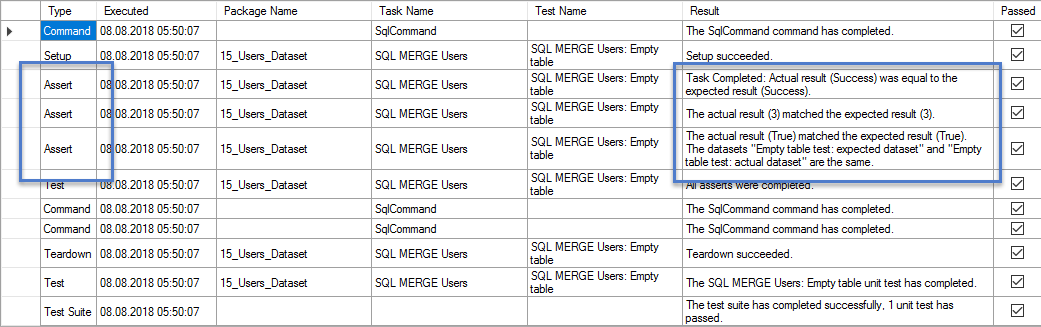 Type Executed Package Name Task Name Test Name Result Passed
Command 08.08.2018 05:50:07 SqlCommand The SqlCommand command has completed.
Setup 08.08.2018 05:50:07 15_Users_Dataset SQL MERGE Users SQL MERGE Users: Empty Setup succeeded.
table
Assert 08.08.2018 05:50:07 15_Users_Dataset SQL MERGE Users SQL MERGE Users: Empty Task Completed: Actual result (Success) was equal to the
table expected result (Success).
Assert 08.08.2018 05:50:07 15_Users_Dataset SQL MERGE Users SQL MERGE Users: Empty The actual result (3) matched the expected result (3).
table
The actual result (True) matched the expected result (True).
Assert 08.08.2018 05:50:07 15_Users_Dataset SQL MERGE Users SQL MERGE Users: Empty The datasets "Empty table test: expected dataset" and "Empty
table table test: actual dataset" are the same.
Test 08.08.2018 05:50:07 15_Users_Dataset SQL MERGE Users SQL MERGE Users: Empty All asserts were completed.
table
Command 08.08.2018 05:50:07 SqlCommand The SqlCommand command has completed.
Command 08.08.2018 05:50:07 SqlCommand The SqlCommand command has completed.
Teardown 08.08.2018 05:50:07 15_Users_Dataset SQL MERGE Users SQL MERGE Users: Empty Teardown succeeded.
table
Test 08.08.2018 05:50:07 15_Users_Dataset SQL MERGE Users SQL MERGE Users: Empty The SQL MERGE Users: Empty table unit test has completed.
table
Test Suite 08.08.2018 05:50:07 The test suite has completed successfully, 1 unit test has
passed.